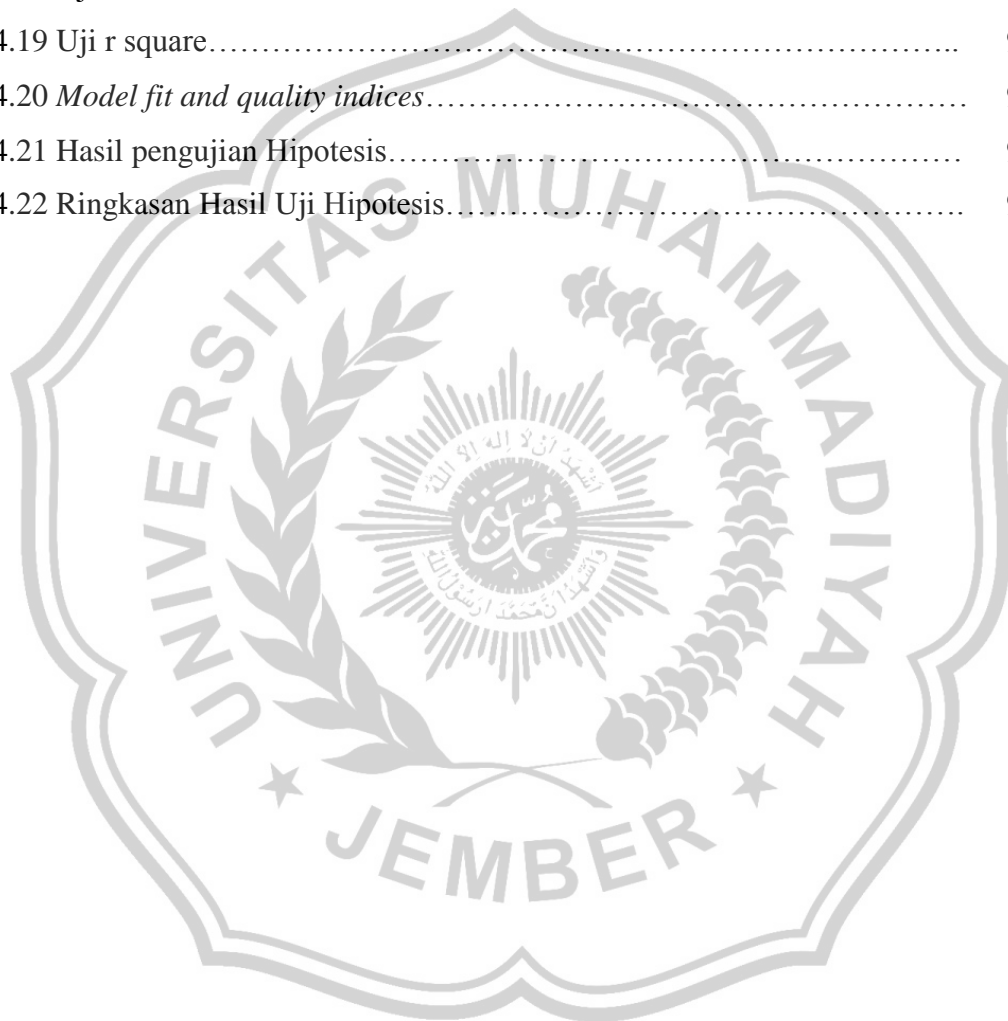 4.19 Uji r square……………………………………………………………..
4.20 Model fit and quality indices……………………………………………
4.21 Hasil pengujian Hipotesis………………………………..……………
4.22 Ringkasan Hasil Uji Hipotesis………………………………………….
UNIVERSITAS MUHAMMADIYAH
JEMBER